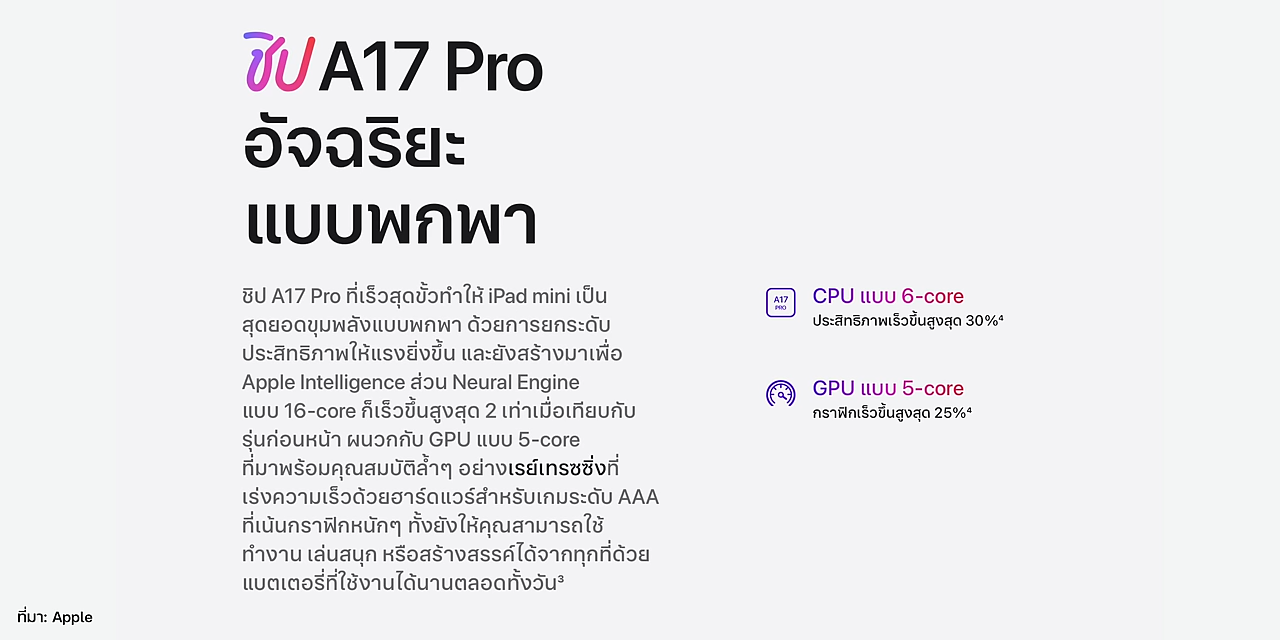 ชิป A17 Pro
อัจฉริยะ
แบบพกพา
ชิป A17 Pro ที่เร็วสุดขั้วทำให้ iPad mini เป็น
สุดยอดขุมพลังแบบพกพา ด้วยการยกระดับ
ประสิทธิภาพให้แรงยิ่งขึ้น และยังสร้างมาเพื่อ
Apple Intelligence ส่วน Neural Engine
แบบ 16-core ก็เร็วขึ้นสูงสุด 2 เท่าเมื่อเทียบกับ
รุ่นก่อนหน้า ผนวกกับ GPU แบบ 5-core
ที่มาพร้อมคุณสมบัติล้ำๆ อย่างเรย์เทรซซิ่งที่
เร่งความเร็วด้วยฮาร์ดแวร์สำหรับเกมระดับ AAA
ที่เน้นกราฟิกหนักๆ ทั้งยังให้คุณสามารถใช้
ทำงาน เล่นสนุก หรือสร้างสรรค์ได้จากทุกที่ด้วย
แบตเตอรี่ที่ใช้งานได้นานตลอดทั้งวัน³
A17
PRO
CPU แบบ 6-core
ประสิทธิภาพเร็วขึ้นสูงสุด 30%⁴
GPU แบบ 5-core
กราฟิกเร็วขึ้นสูงสุด 25%⁴
ที่มา: Apple